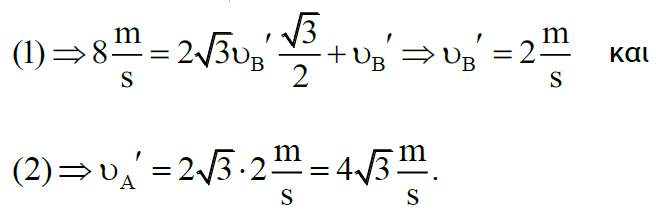 (1) ⇒ 8 m/s = 2√3υ_B′ √3/2 + υ_B′ ⇒ υ_B′ = 2 m/s και
(2) ⇒ υ_A′ = 2√3·2 m/s = 4√3 m/s.